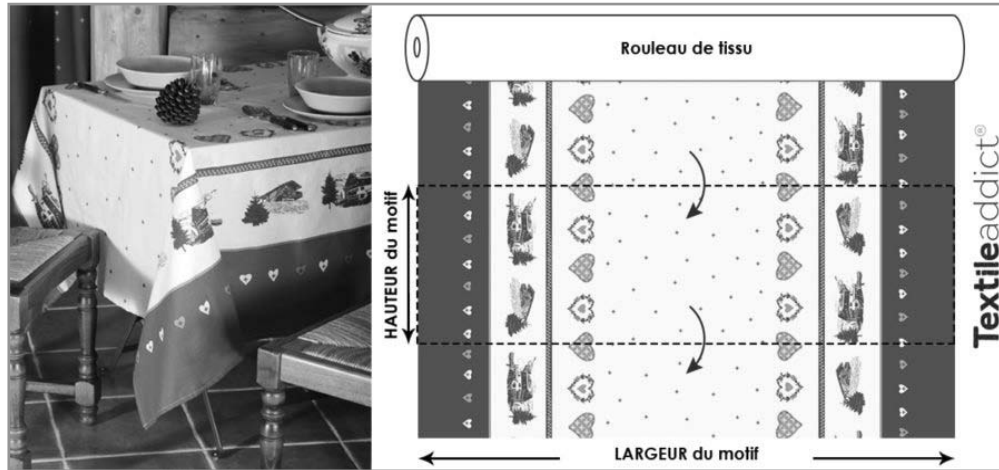 Rouleau de tissu
HAUTEUR du motif
LARGEUR du motif
Textileaddict®